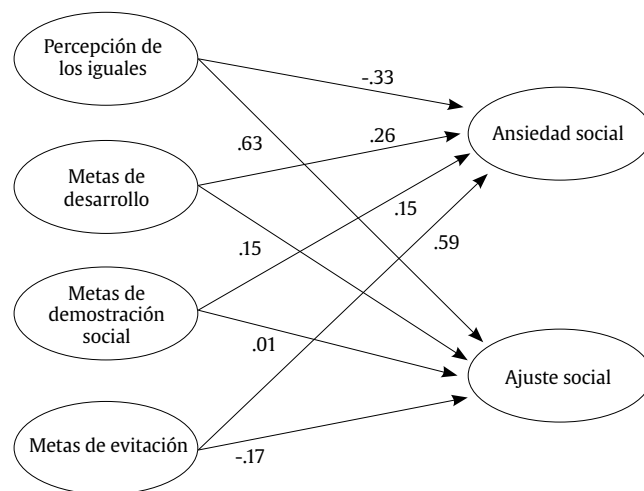 Percepción de
los iguales
-.33
Ansiedad social
.63
.26
Metas de
desarrollo
.15
.59
.15
Metas de
demostración
social
.01
Ajuste social
Metas de evitación
-.17